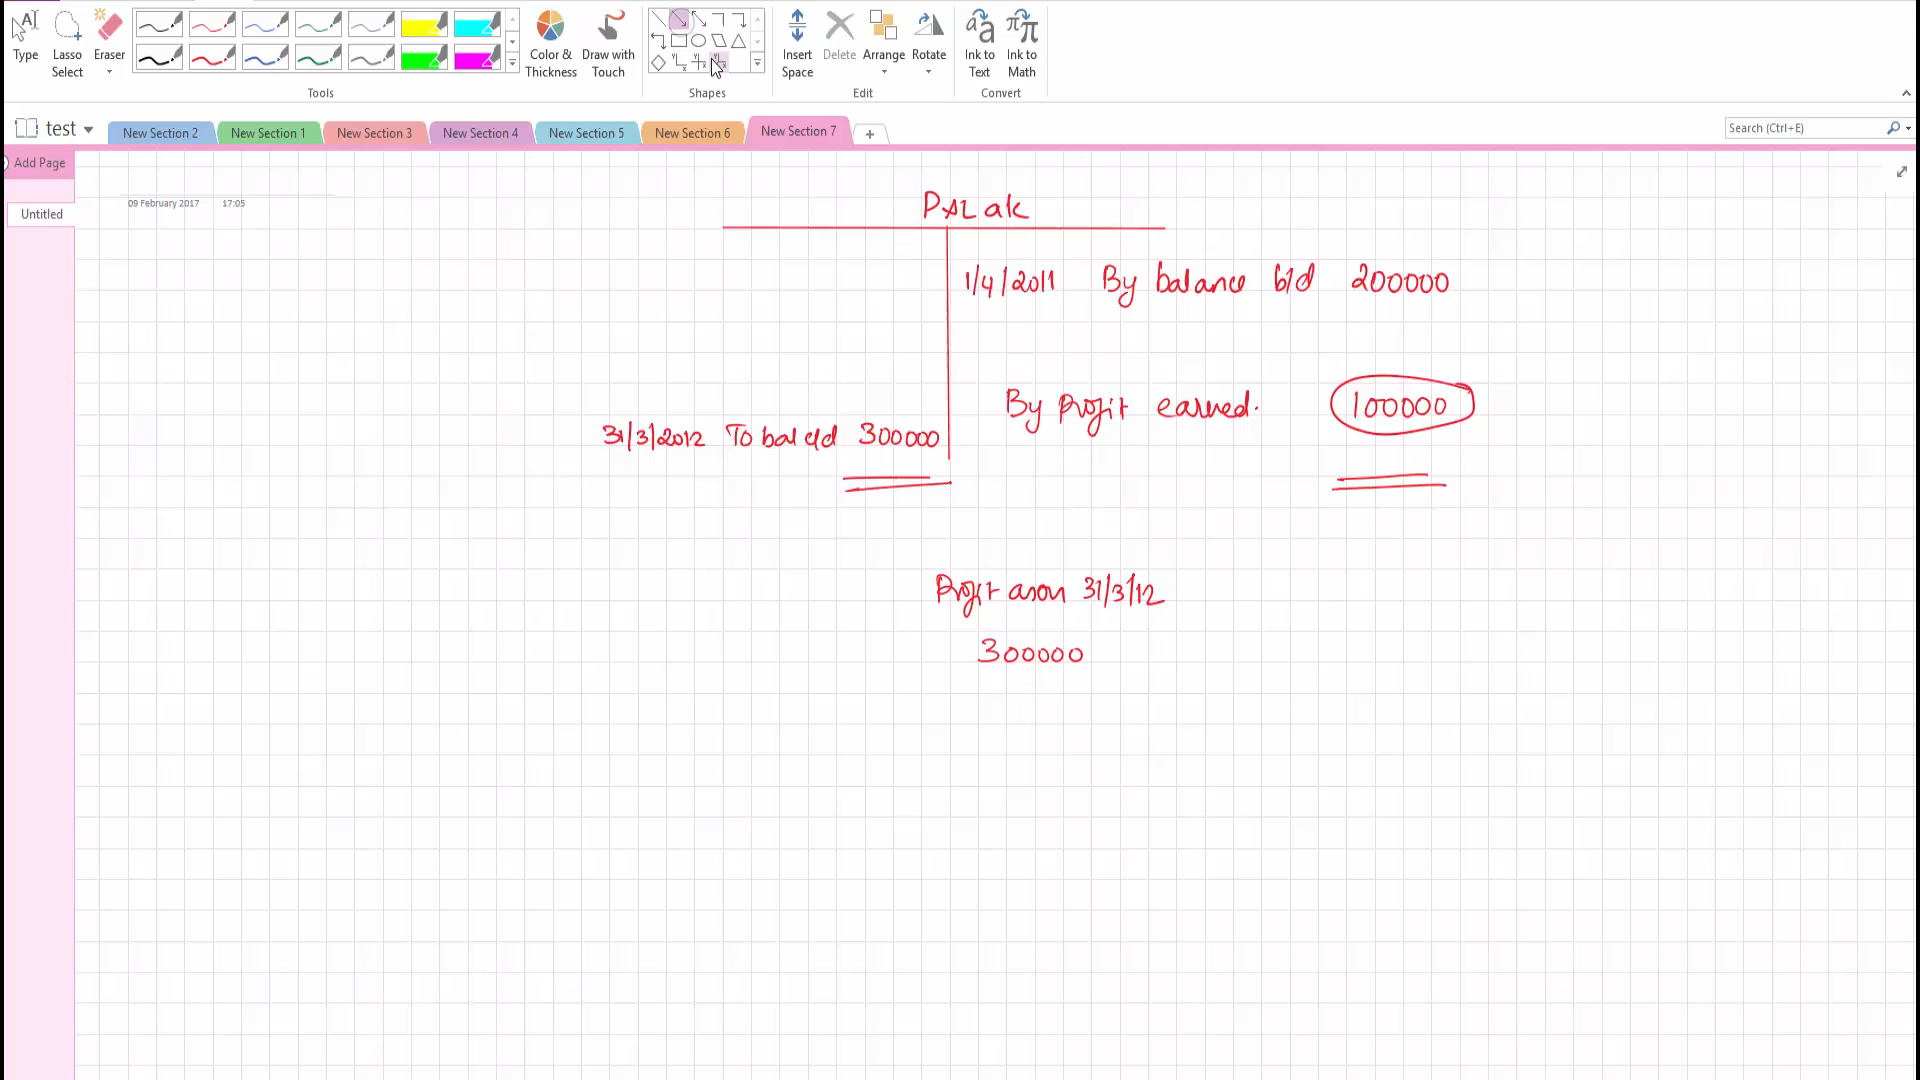 Type
Lasso Select
Eraser
Color & Thickness
Draw with Touch
Insert Space
Delete
Arrange
Rotate
Ink to Text
Ink to Math
Tools
Shapes
Edit
Convert
test
New Section 2
New Section 1
New Section 3
New Section 4
New Section 5
New Section 6
New Section 7
Search (Ctrl+E)
Add Page
Untitled
09 February 2017 17:05
PALak
1/4/2011 By balance b/d 200000
By Profit earned. 100000
31/3/2012 To bal c/d 300000
Profit as on 31/3/12
300000